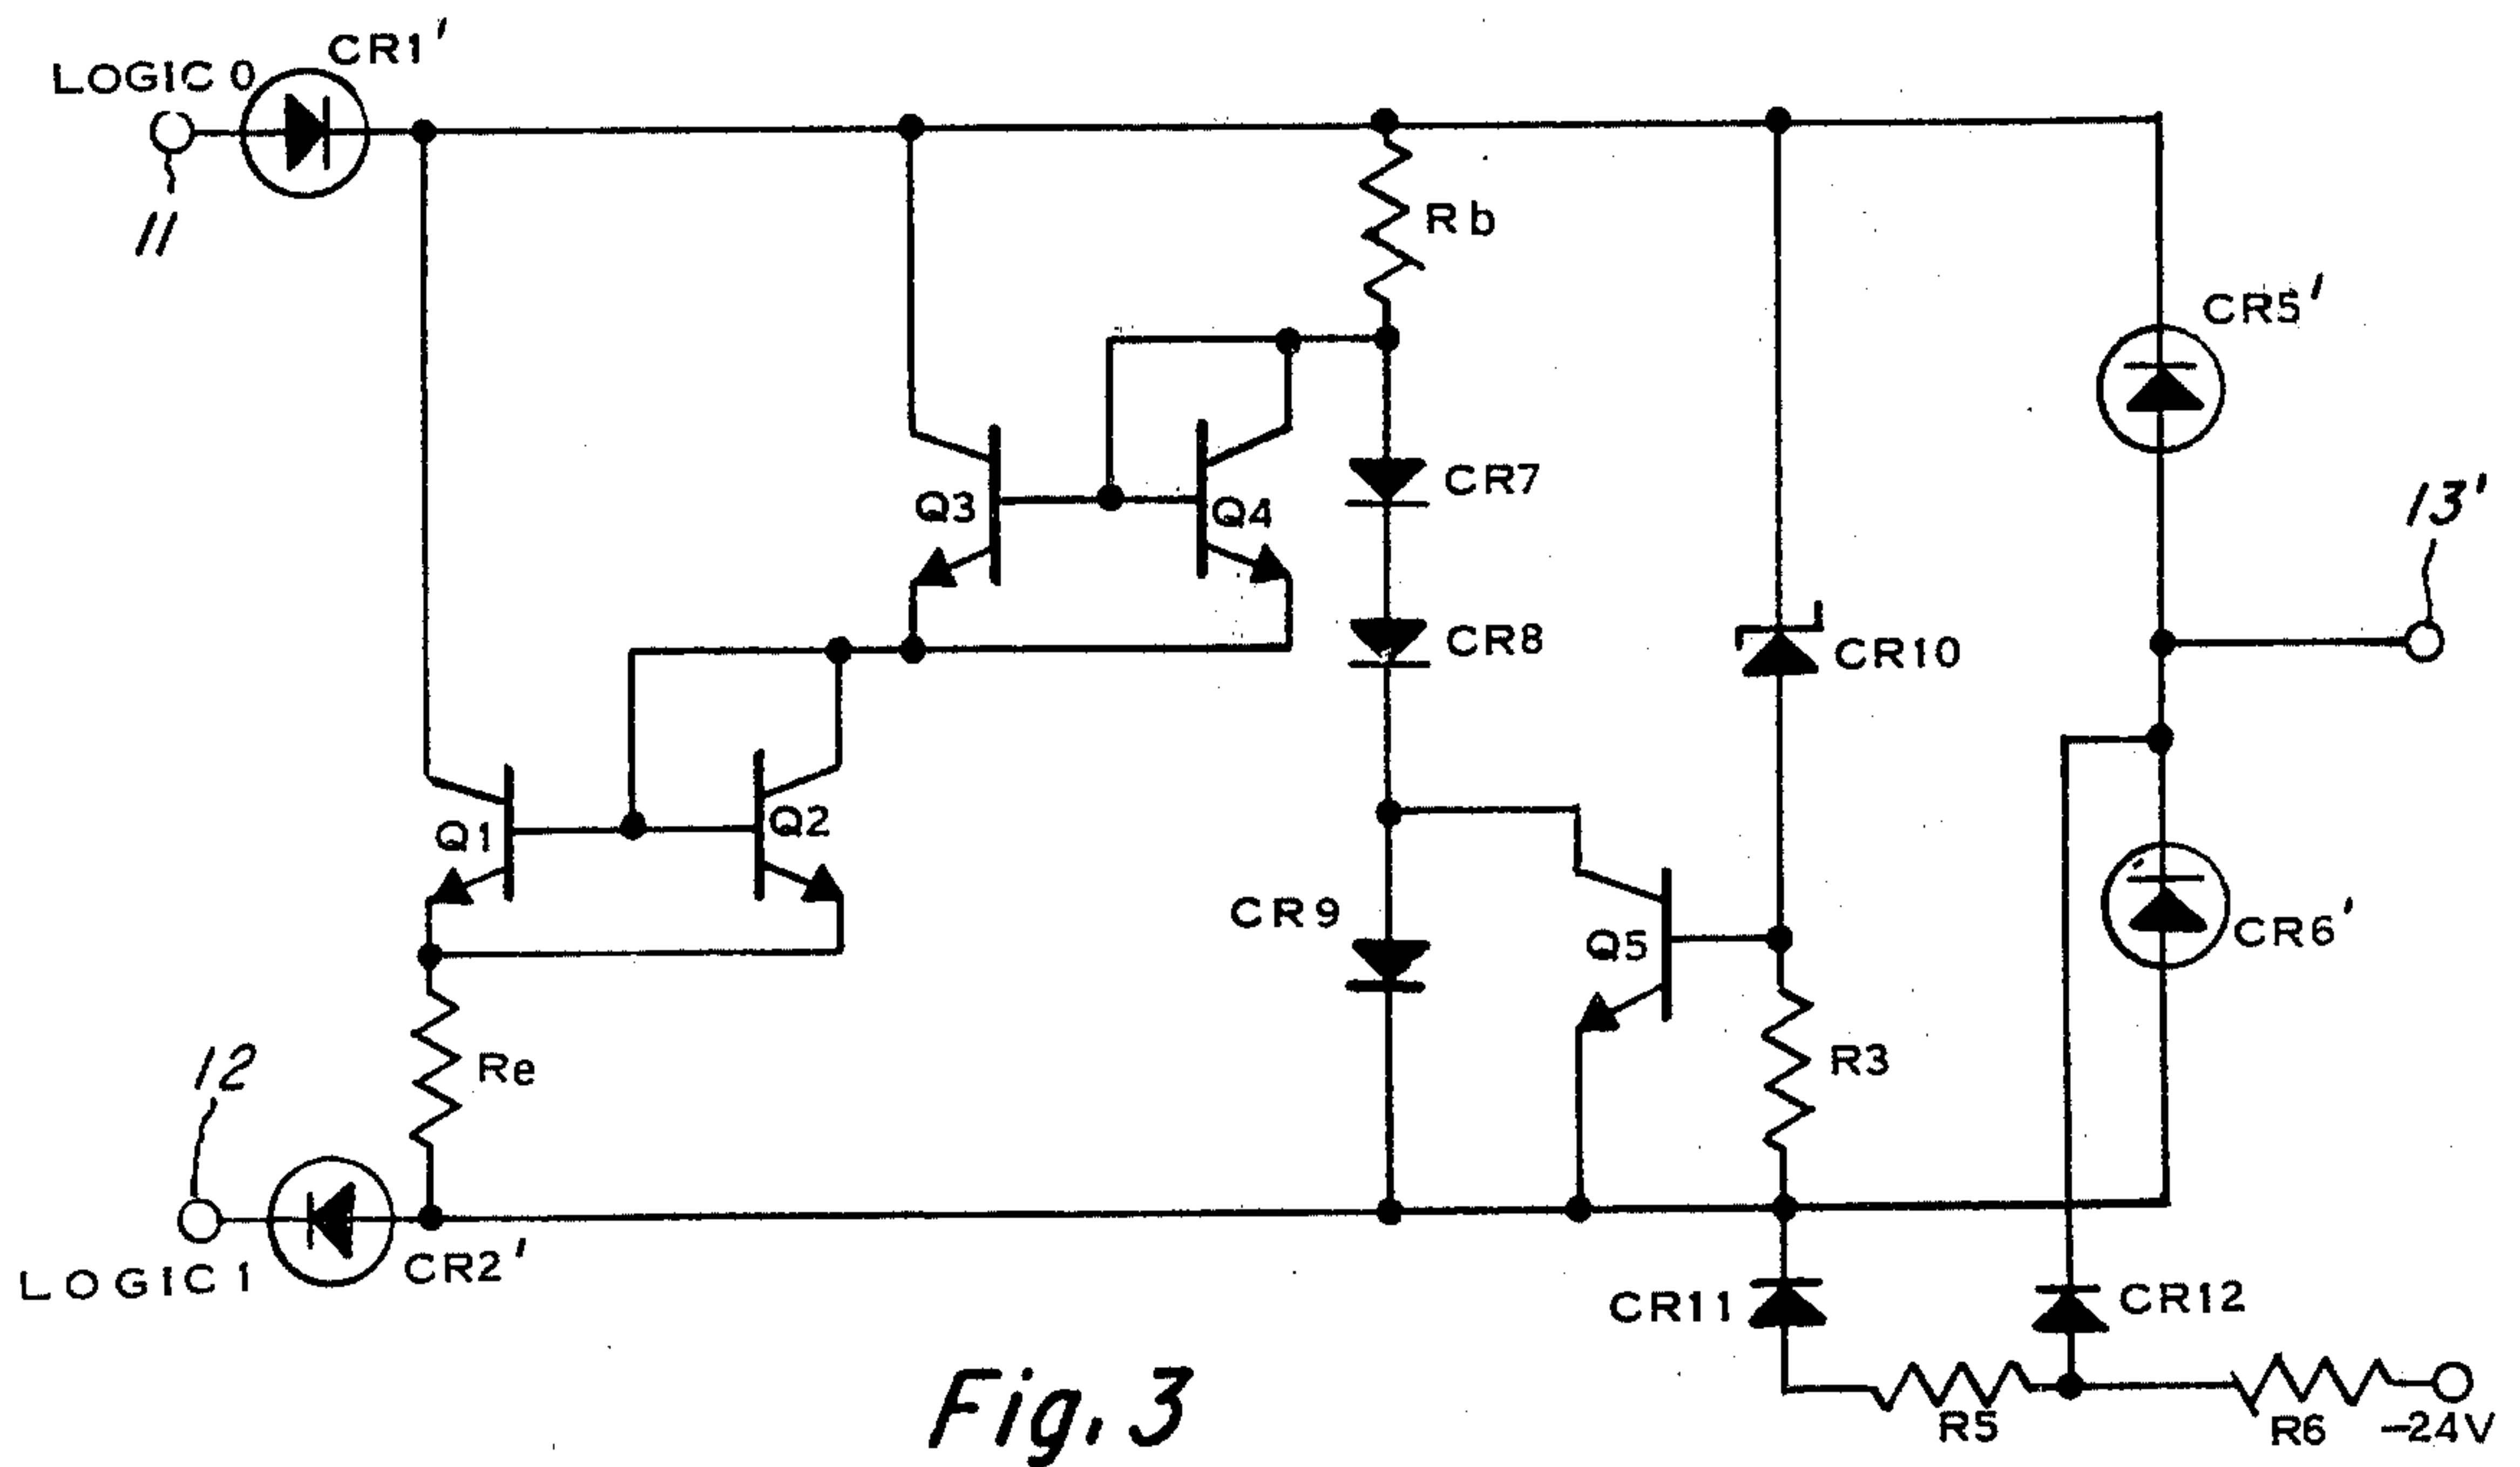 CR1'
LOGIC 0
11
Rb
CR5'
CR7
13'
Q3
Q4
CR8
CR10
Q1
Q2
CR9
Q5
CR6'
12
Re
R3
CR2'
LOGIC 1
CR11
CR12
R5
R6
-24V
Fig. 3